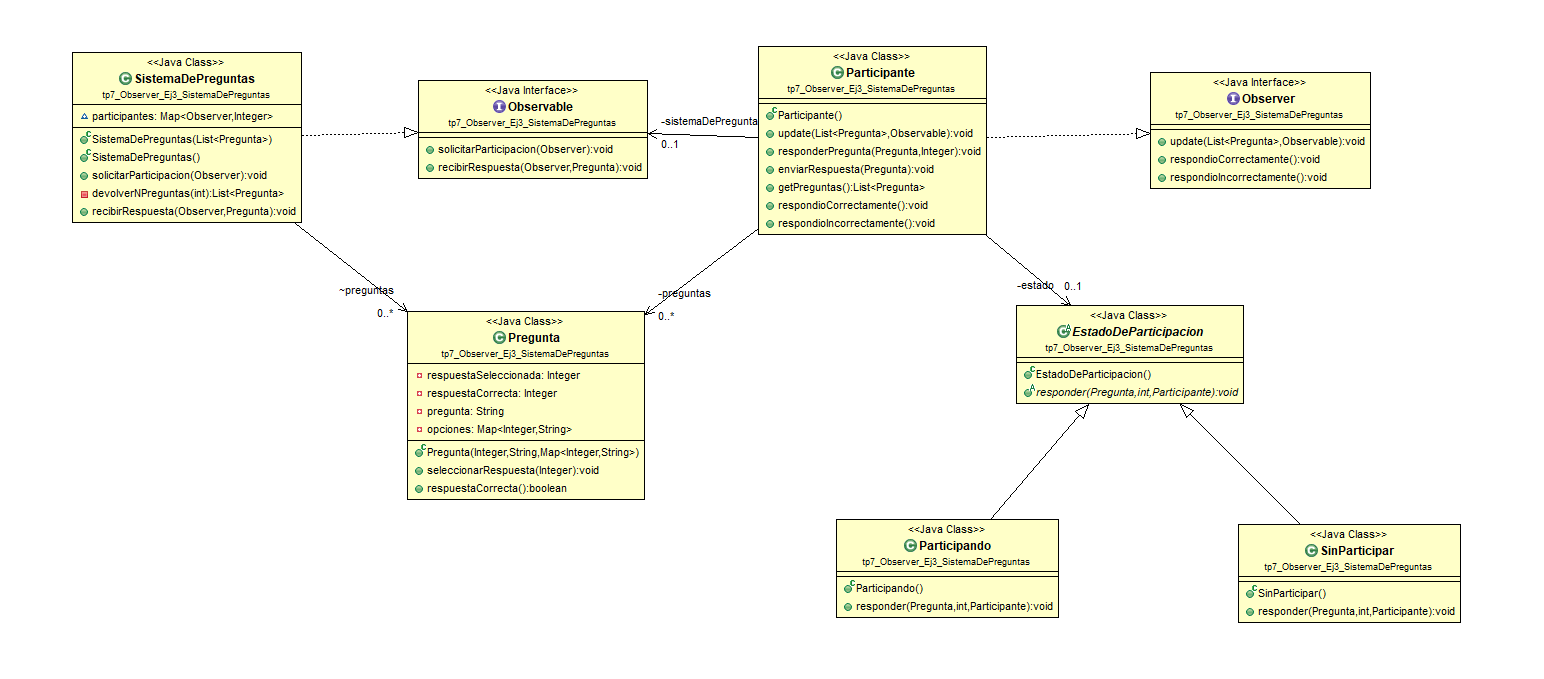 <<Java Class>>
SistemaDePreguntas
tp7_Observer_Ej3_SistemaDePreguntas
participantes: Map<Observer,Integer>
SistemaDePreguntas(List<Pregunta>)
SistemaDePreguntas()
solicitarParticipacion(Observer):void
devolverNPreguntas(int):List<Pregunta>
recibirRespuesta(Observer,Pregunta):void
<<Java Interface>>
Observable
tp7_Observer_Ej3_SistemaDePreguntas
solicitarParticipacion(Observer):void
recibirRespuesta(Observer,Pregunta):void
-sistemaDePregunta
0..1
<<Java Class>>
Participante
tp7_Observer_Ej3_SistemaDePreguntas
Participante()
update(List<Pregunta>,Observable):void
responderPregunta(Pregunta,Integer):void
enviarRespuesta(Pregunta):void
getPreguntas():List<Pregunta>
respondioCorrectamente():void
respondioIncorrectamente():void
<<Java Interface>>
Observer
tp7_Observer_Ej3_SistemaDePreguntas
update(List<Pregunta>,Observable):void
respondioCorrectamente():void
respondioIncorrectamente():void
~preguntas
0..*
-preguntas
0..*
-estado
0..1
<<Java Class>>
Pregunta
tp7_Observer_Ej3_SistemaDePreguntas
respuestaSeleccionada: Integer
respuestaCorrecta: Integer
pregunta: String
opciones: Map<Integer,String>
Pregunta(Integer,String,Map<Integer,String>)
seleccionarRespuesta(Integer):void
respuestaCorrecta():boolean
<<Java Class>>
EstadoDeParticipacion
tp7_Observer_Ej3_SistemaDePreguntas
EstadoDeParticipacion()
responder(Pregunta,int,Participante):void
<<Java Class>>
Participando
tp7_Observer_Ej3_SistemaDePreguntas
Participando()
responder(Pregunta,int,Participante):void
<<Java Class>>
SinParticipar
tp7_Observer_Ej3_SistemaDePreguntas
SinParticipar()
responder(Pregunta,int,Participante):void